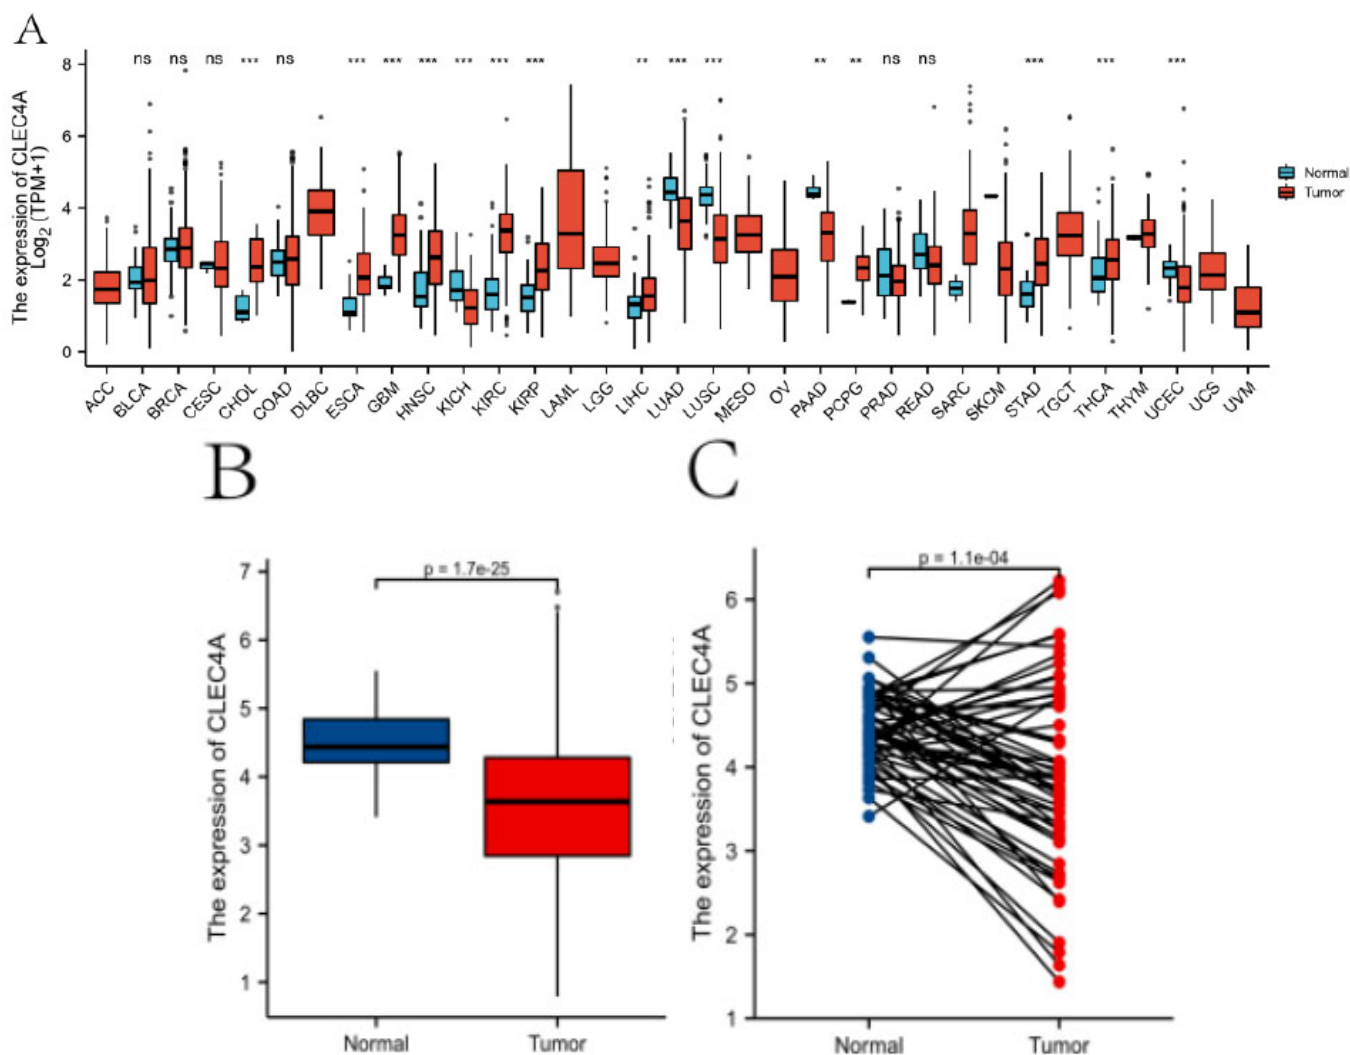 A
ns ns ns *** ns *** *** *** *** *** *** ** *** *** ** ** ns ns *** *** ***
The expression of CLEC4A
Log2 (TPM+1)
8
6
4
2
0
Normal
Tumor
ACC BLCA BRCA CESC CHOL COAD DLBC ESCA GBM HNSC KICH KIRC KIRP LAML LGG LIHC LUAD LUSC MESO OV PAAD PCPG PRAD READ SARC SKCM STAD TGCT THCA THYM UCEC UCS UVM
B
The expression of CLEC4A
7
6
5
4
3
2
1
p = 1.7e-25
Normal Tumor
C
The expression of CLEC4A
6
5
4
3
2
1
p = 1.1e-04
Normal Tumor